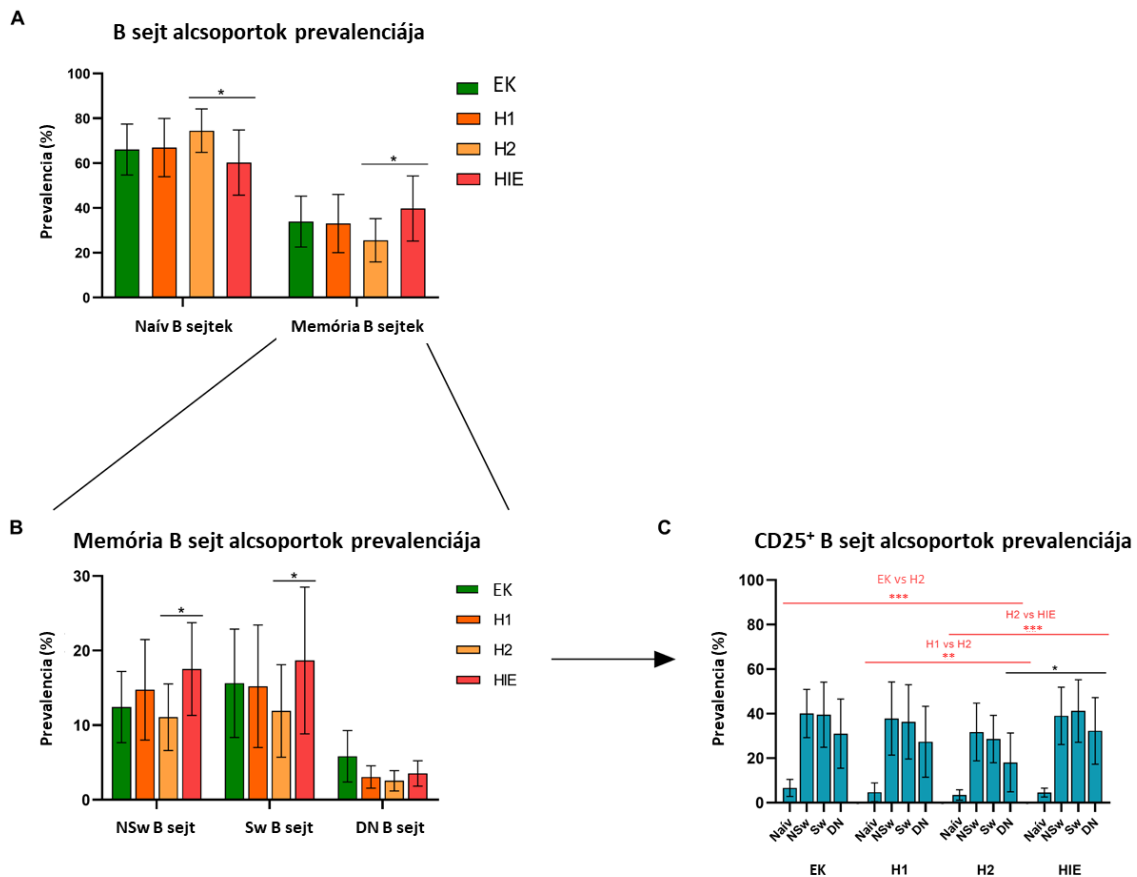 A
B sejt alcsoportok prevalenciája
Prevalencia (%)
100
80
60
40
20
0
*
*
EK
H1
H2
HIE
Naív B sejtek
Memória B sejtek
B
Memória B sejt alcsoportok prevalenciája
Prevalencia (%)
30
20
10
0
*
*
EK
H1
H2
HIE
NSw B sejt
Sw B sejt
DN B sejt
C
CD25⁺ B sejt alcsoportok prevalenciája
Prevalencia (%)
100
80
60
40
20
0
EK vs H2
***
H2 vs HIE
***
H1 vs H2
**
*
Naív NSw Sw DN Naív NSw Sw DN Naív NSw Sw DN Naív NSw Sw DN
EK H1 H2 HIE